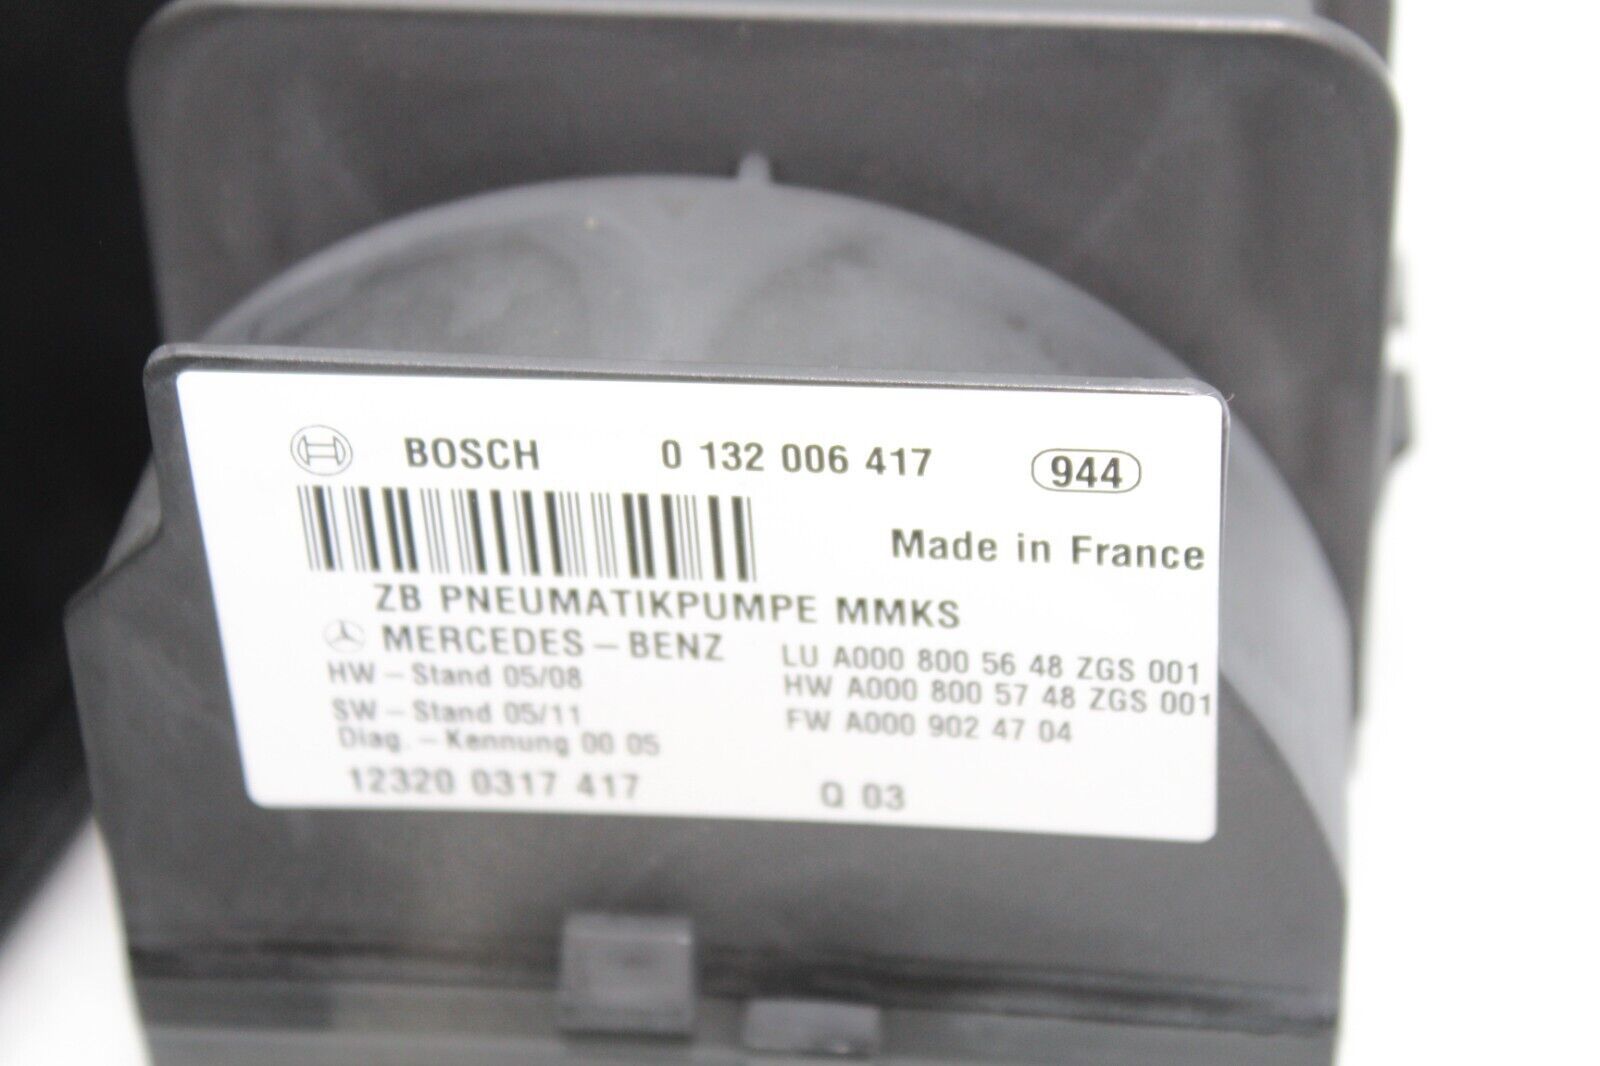 BOSCH 0 132 006 417 944
Made in France
ZB PNEUMATIKPUMPE MMKS
MERCEDES-BENZ
LU A000 800 56 48 ZGS 001
HW-Stand 05/08
HW A000 800 57 48 ZGS 001
SW-Stand 05/11
FW A000 902 47 04
Diag.-Kennung 00 05
12320 0317 417 Q 03